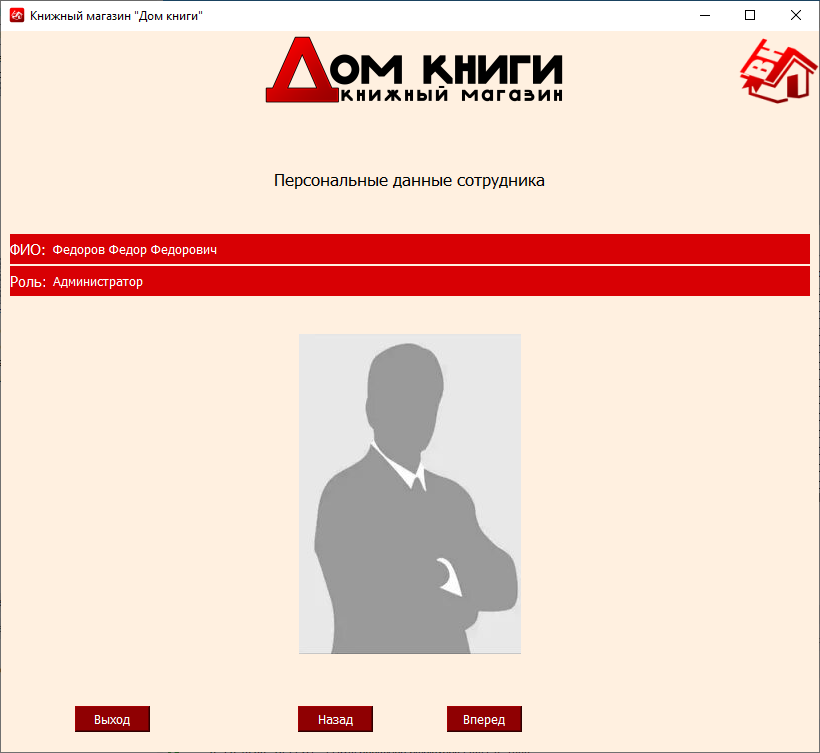 Книжный магазин "Дом книги"
Дом книги
книжный магазин
Персональные данные сотрудника
ФИО: Федоров Федор Федорович
Роль: Администратор
Выход Назад Вперед